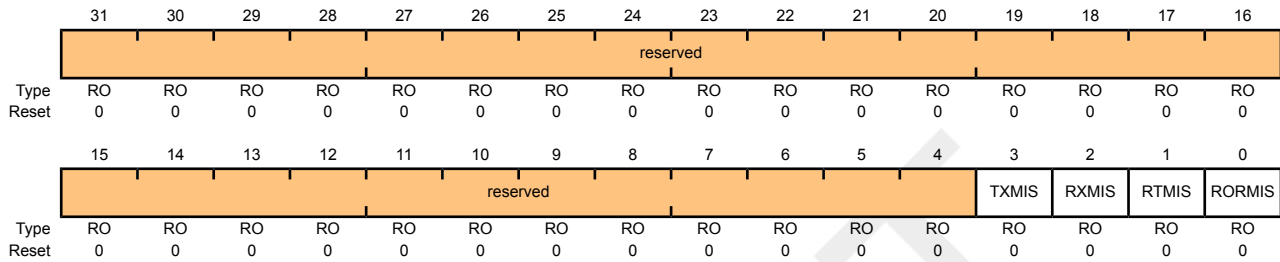 31 30 29 28 27 26 25 24 23 22 21 20 19 18 17 16
reserved
Type RO RO RO RO RO RO RO RO RO RO RO RO RO RO RO RO
Reset 0 0 0 0 0 0 0 0 0 0 0 0 0 0 0 0
15 14 13 12 11 10 9 8 7 6 5 4 3 2 1 0
reserved TXMIS RXMIS RTMIS RORMIS
Type RO RO RO RO RO RO RO RO RO RO RO RO RO RO RO RO
Reset 0 0 0 0 0 0 0 0 0 0 0 0 0 0 0 0